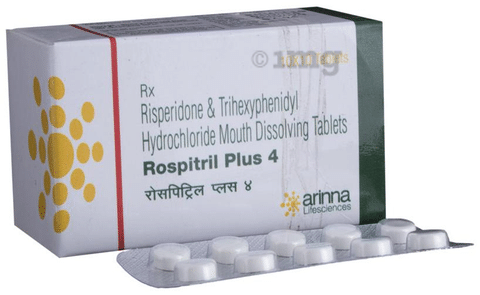 © 1mg
Rx
Risperidone & Trihexyphenidyl
Hydrochloride Mouth Dissolving Tablets
Rospitril Plus 4
रोसपिट्रिल प्लस ४
arinna
Lifesciences